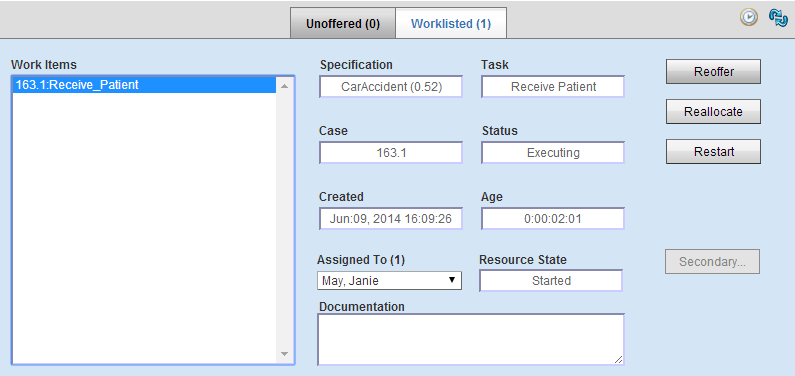 Unoffered (0) Worklisted (1)
Work Items
163.1:Receive_Patient
Specification Task
CarAccident (0.52) Receive Patient
Case Status
163.1 Executing
Created Age
Jun:09, 2014 16:09:26 0:00:02:01
Assigned To (1) Resource State
May, Janie Started
Documentation
Reoffer
Reallocate
Restart
Secondary...